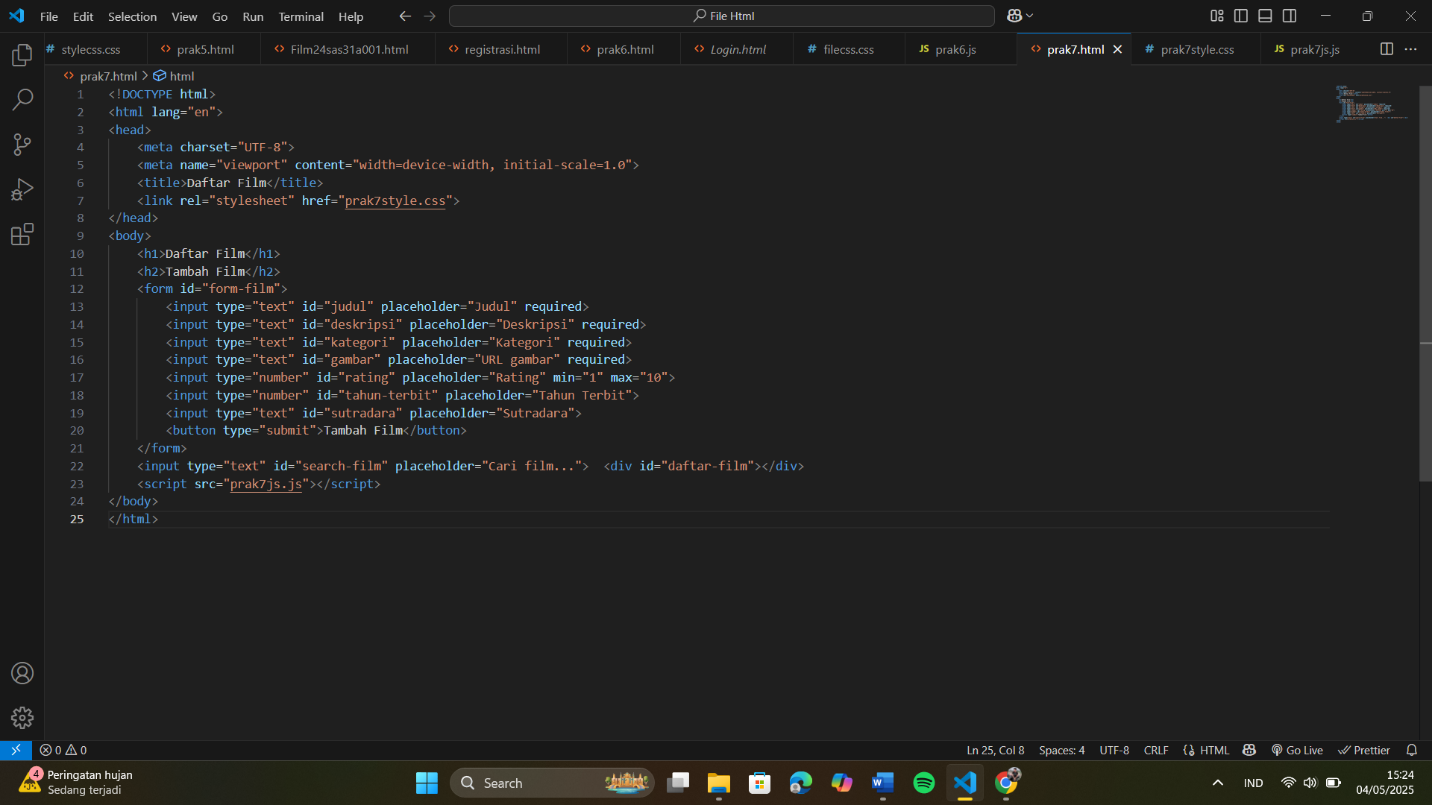 File Edit Selection View Go Run Terminal Help
File Html
stylecss.css
prak5.html
Film24sas31a001.html
registrasi.html
prak6.html
Login.html
filecss.css
JS prak6.js
prak7.html
prak7style.css
JS prak7js.js
prak7.html > html
1 <!DOCTYPE html>
2 <html lang="en">
3 <head>
4 <meta charset="UTF-8">
5 <meta name="viewport" content="width=device-width, initial-scale=1.0">
6 <title>Daftar Film</title>
7 <link rel="stylesheet" href="prak7style.css">
8 </head>
9 <body>
10 <h1>Daftar Film</h1>
11 <h2>Tambah Film</h2>
12 <form id="form-film">
13 <input type="text" id="judul" placeholder="Judul" required>
14 <input type="text" id="deskripsi" placeholder="Deskripsi" required>
15 <input type="text" id="kategori" placeholder="Kategori" required>
16 <input type="text" id="gambar" placeholder="URL gambar" required>
17 <input type="number" id="rating" placeholder="Rating" min="1" max="10">
18 <input type="number" id="tahun-terbit" placeholder="Tahun Terbit">
19 <input type="text" id="sutradara" placeholder="Sutradara">
20 <button type="submit">Tambah Film</button>
21 </form>
22 <input type="text" id="search-film" placeholder="Cari film..."> <div id="daftar-film"></div>
23 <script src="prak7js.js"></script>
24 </body>
25 </html>
0 0
Ln 25, Col 8 Spaces: 4 UTF-8 CRLF {} HTML Go Live Prettier
4 Peringatan hujan
Sedang terjadi
Search
IND
15:24
04/05/2025